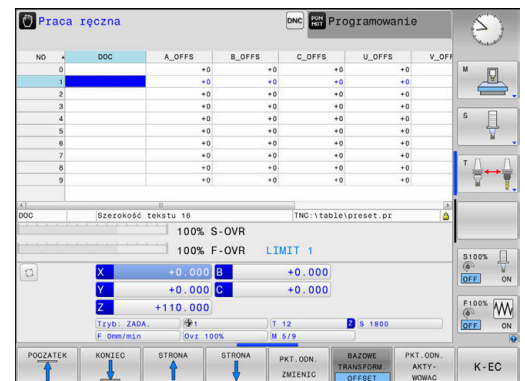 Praca ręczna DNC PGM MGT Programowanie
NO DOC A_OFFS B_OFFS C_OFFS U_OFFS V_OFF
0 +0 +0 +0 +0
1 +0 +0 +0 +0
2 +0 +0 +0 +0
3 +0 +0 +0 +0
4 +0 +0 +0 +0
5 +0 +0 +0 +0
6 +0 +0 +0 +0
7 +0 +0 +0 +0
8 +0 +0 +0 +0
9 +0 +0 +0 +0
DOC Szerokość tekstu 16 TNC:\table\preset.pr
100% S-OVR
100% F-OVR LIMIT 1
X +0.000 B +0.000
Y +0.000 C +0.000
Z +110.000
Tryb: ZADA. 1 T 12 Z S 1800
F 0mm/min Ovr 100% M 5/9
M
S
T
S100%
OFF ON
F100%
OFF ON
POCZATEK KONIEC STRONA STRONA PKT.ODN. ZMIENIC BAZOWE TRANSFORM. OFFSET PKT.ODN. AKTY- WOWAC K-EC